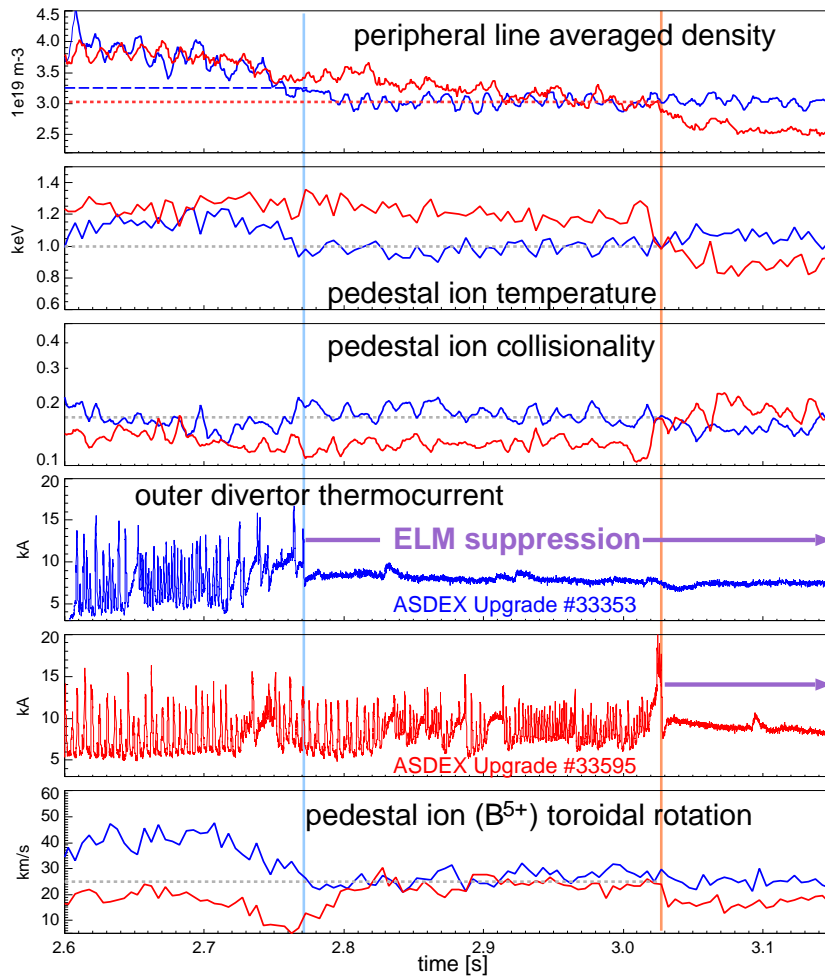 peripheral line averaged density
1e19 m-3
4.5
4.0
3.5
3.0
2.5
pedestal ion temperature
keV
1.4
1.2
1.0
0.8
0.6
pedestal ion collisionality
0.4
0.3
0.2
0.1
outer divertor thermocurrent
kA
20
15
10
5
ELM suppression
ASDEX Upgrade #33353
kA
20
15
10
5
ASDEX Upgrade #33595
pedestal ion (B5+) toroidal rotation
km/s
60
50
40
30
20
10
2.6
2.7
2.8
2.9
3.0
3.1
time [s]